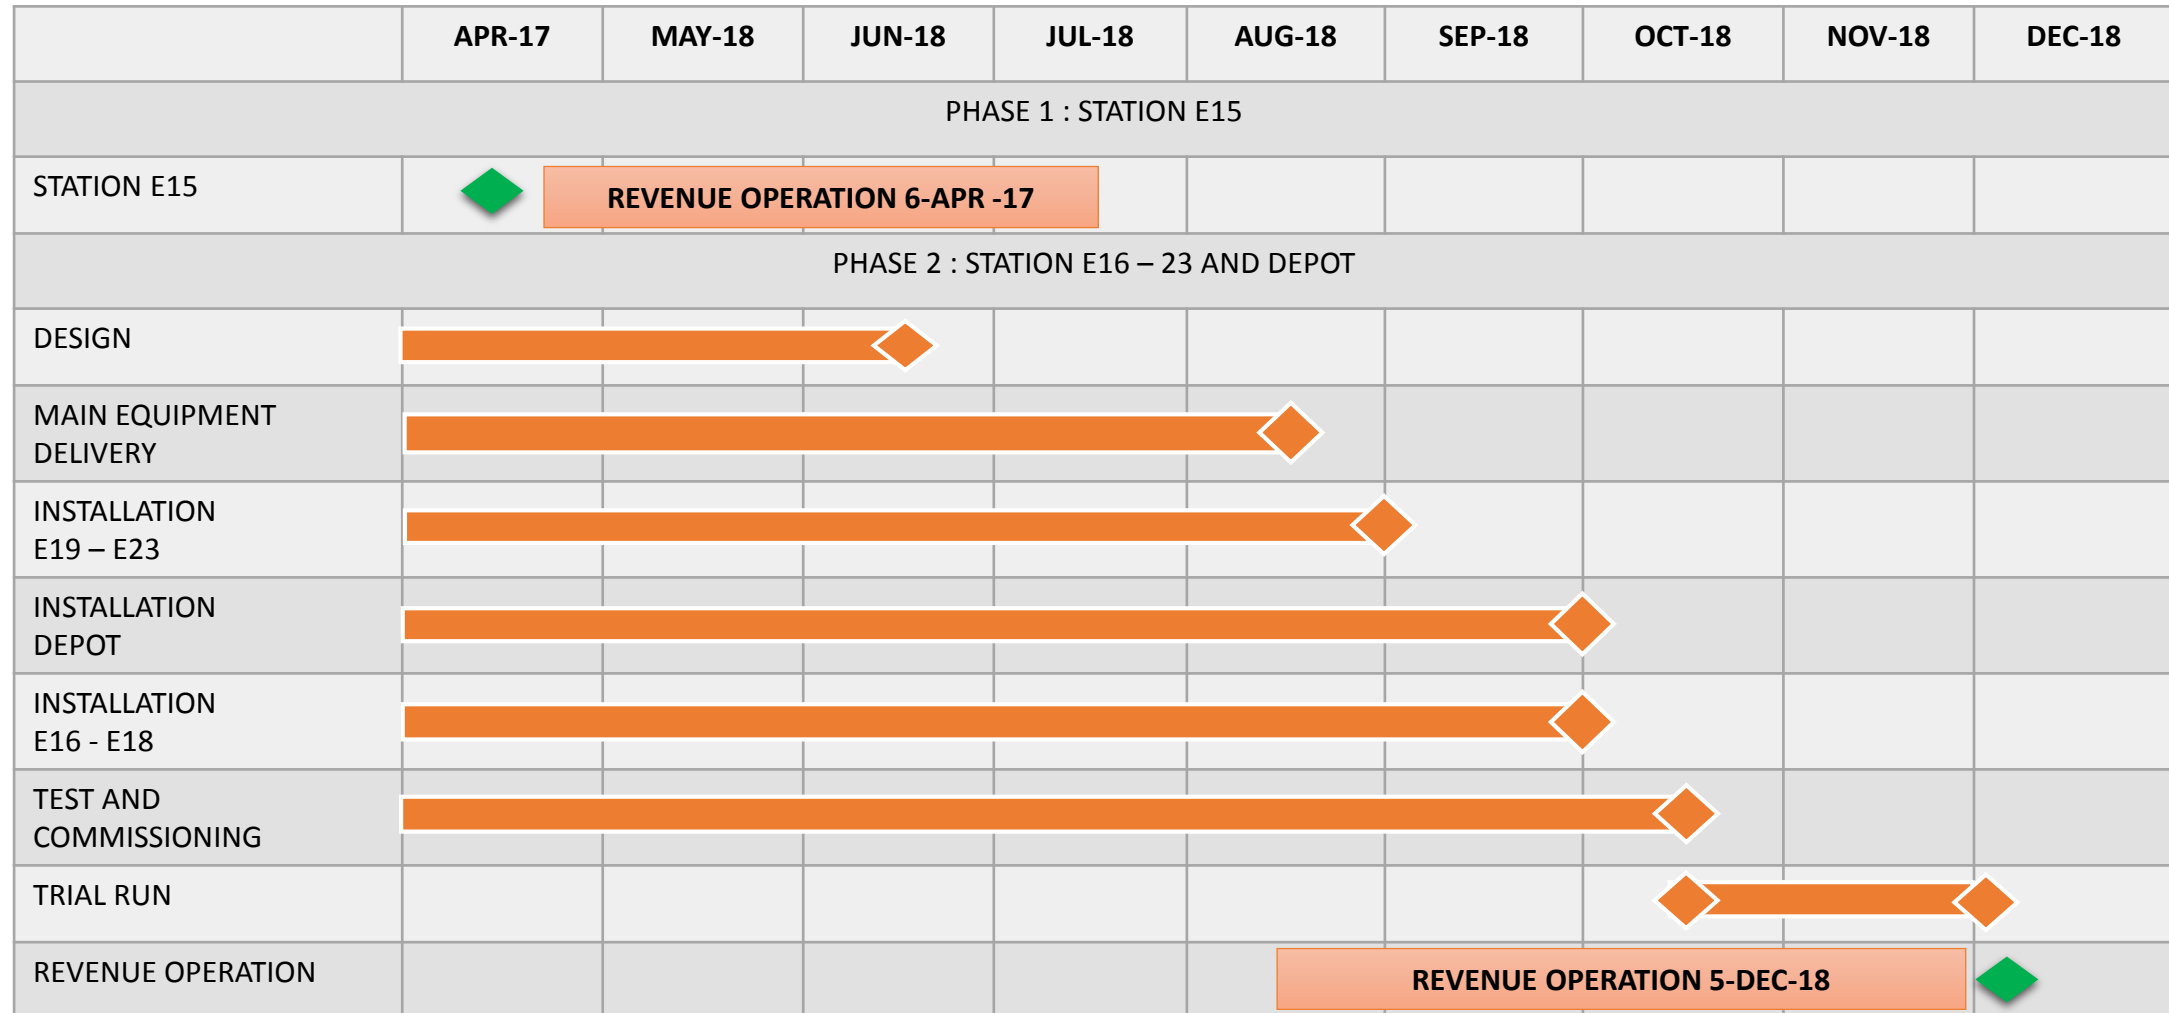 APR-17 MAY-18 JUN-18 JUL-18 AUG-18 SEP-18 OCT-18 NOV-18 DEC-18
PHASE 1 : STATION E15
STATION E15
REVENUE OPERATION 6-APR -17
PHASE 2 : STATION E16 – 23 AND DEPOT
DESIGN
MAIN EQUIPMENT
DELIVERY
INSTALLATION
E19 – E23
INSTALLATION
DEPOT
INSTALLATION
E16 - E18
TEST AND
COMMISSIONING
TRIAL RUN
REVENUE OPERATION
REVENUE OPERATION 5-DEC-18